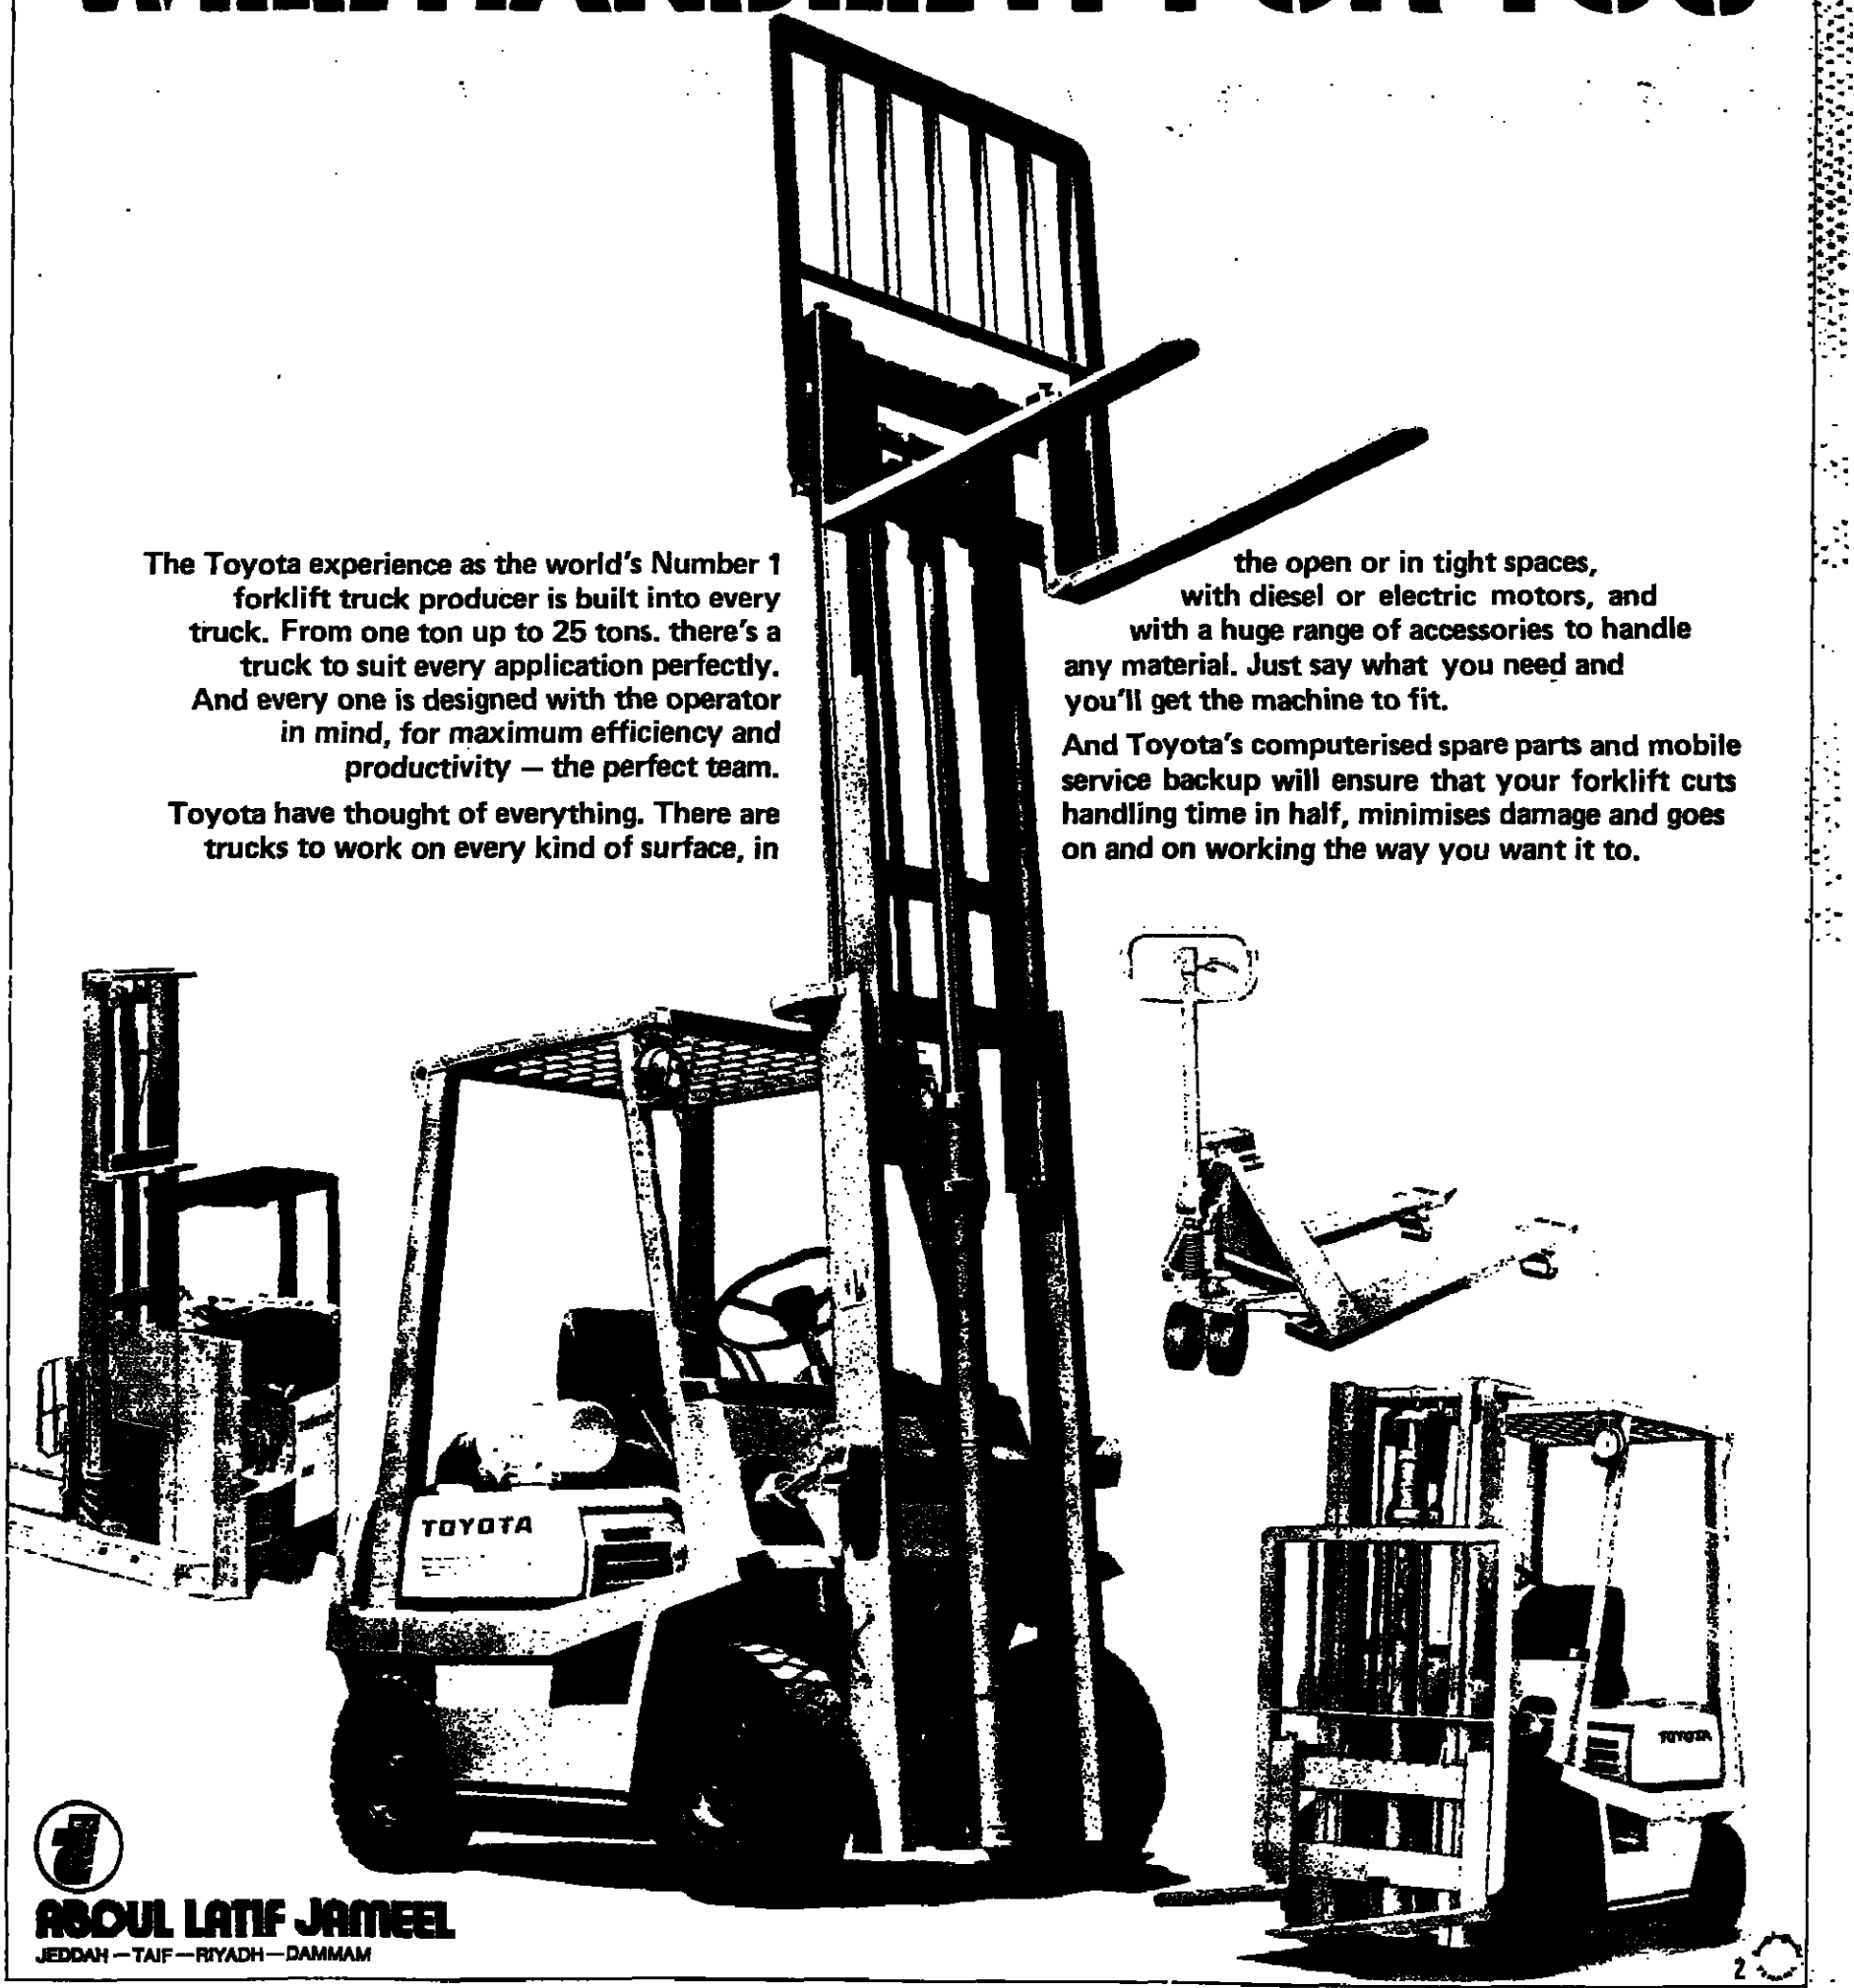 The Toyota experience as the world's Number 1
forklift truck producer is built into every
truck. From one ton up to 25 tons. there's a
truck to suit every application perfectly.
And every one is designed with the operator
in mind, for maximum efficiency and
productivity — the perfect team.
Toyota have thought of everything. There are
trucks to work on every kind of surface, in
the open or in tight spaces,
with diesel or electric motors, and
with a huge range of accessories to handle
any material. Just say what you need and
you'll get the machine to fit.
And Toyota's computerised spare parts and mobile
service backup will ensure that your forklift cuts
handling time in half, minimises damage and goes
on and on working the way you want it to.
TOYOTA
TOYOTA
ABDUL LATIF JAMEEL
JEDDAH—TAIF—RIYADH—DAMMAM
2